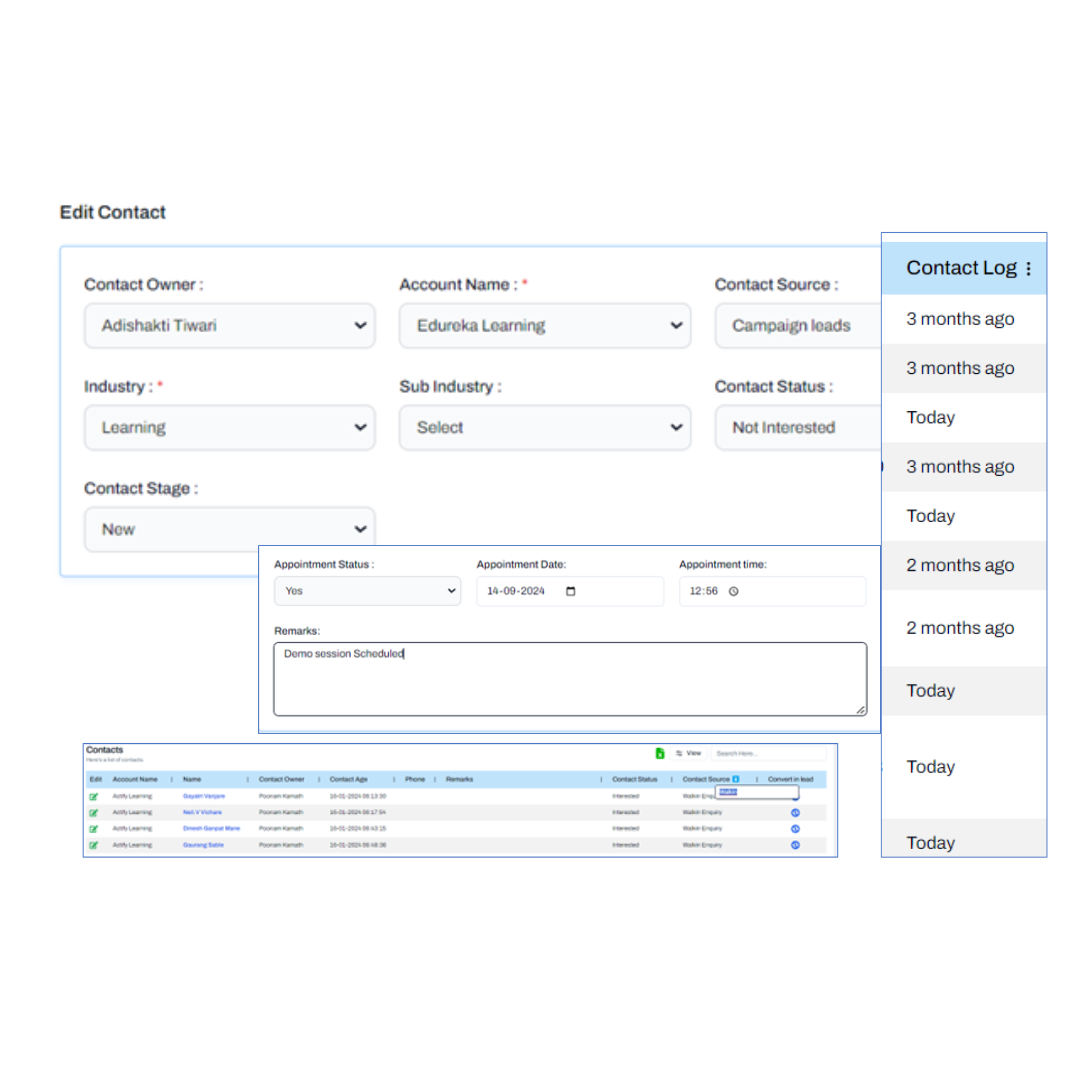 Edit Contact
Contact Owner : Account Name : * Contact Source :
Adishakti Tiwari Edureka Learning Campaign leads
Industry : * Sub Industry : Contact Status :
Learning Select Not Interested
Contact Stage :
New
Contact Log
3 months ago
3 months ago
Today
3 months ago
Today
2 months ago
2 months ago
Today
Today
Today
Appointment Status : Appointment Date: Appointment time:
Yes 14-09-2024 12:56
Remarks:
Demo session Scheduled
Contacts
Here's a list of contacts.
View Search Here...
Edit Account Name Name Contact Owner Contact Age Phone Remarks Contact Status Contact Source Convert in lead
Actify Learning Gayatri Vanjare Poonam Kamath 16-01-2024 06:13:30 Interested Walkin
Actify Learning Neil V Vichare Poonam Kamath 16-01-2024 06:17:54 Interested Walkin Enquiry
Actify Learning Dinesh Ganpat Mane Poonam Kamath 16-01-2024 06:43:15 Interested Walkin Enquiry
Actify Learning Gaurang Sable Poonam Kamath 16-01-2024 06:48:36 Interested Walkin Enquiry